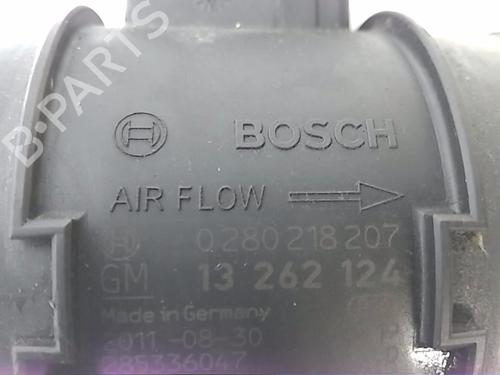 B-PARTS
BOSCH
AIR FLOW
0 280 218 207
GM 13 262 124
Made in Germany
2011-08-30
285336047